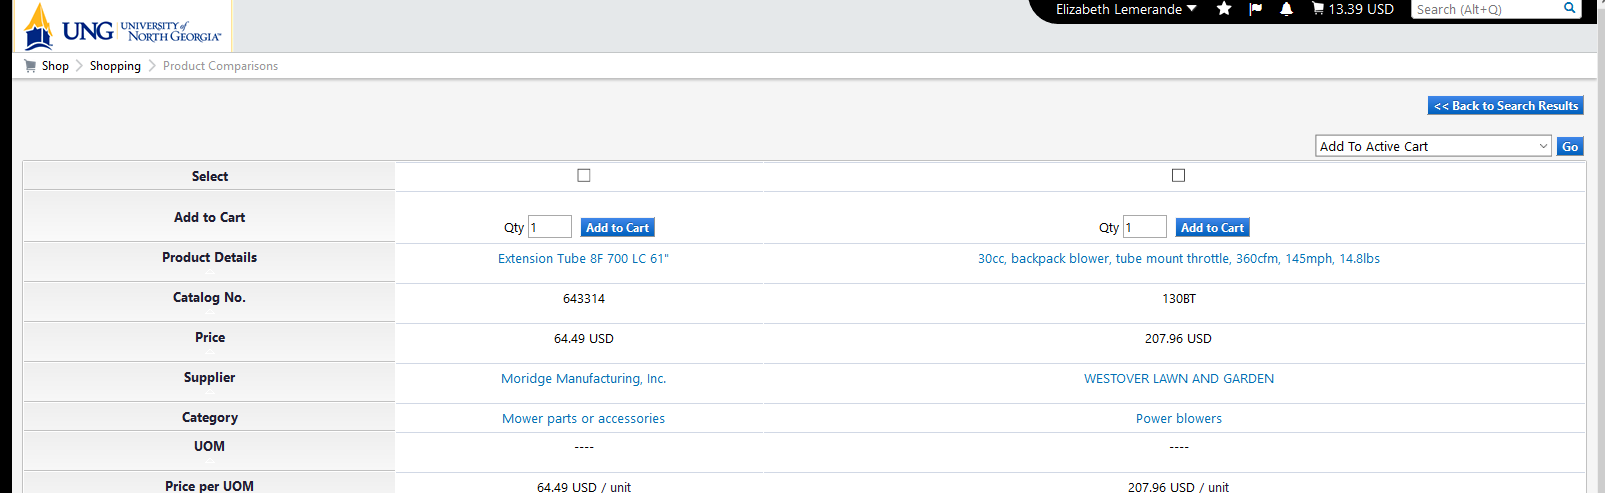 Elizabeth Lemerande 13.39 USD Search (Alt+Q)
UNG UNIVERSITY of NORTH GEORGIA™
Shop Shopping Product Comparisons
<< Back to Search Results
Add To Active Cart Go
Select
Add to Cart Qty 1 Add to Cart Qty 1 Add to Cart
Product Details Extension Tube 8F 700 LC 61" 30cc, backpack blower, tube mount throttle, 360cfm, 145mph, 14.8lbs
Catalog No. 643314 130BT
Price 64.49 USD 207.96 USD
Supplier Moridge Manufacturing, Inc. WESTOVER LAWN AND GARDEN
Category Mower parts or accessories Power blowers
UOM ---- ----
Price per UOM 64.49 USD / unit 207.96 USD / unit